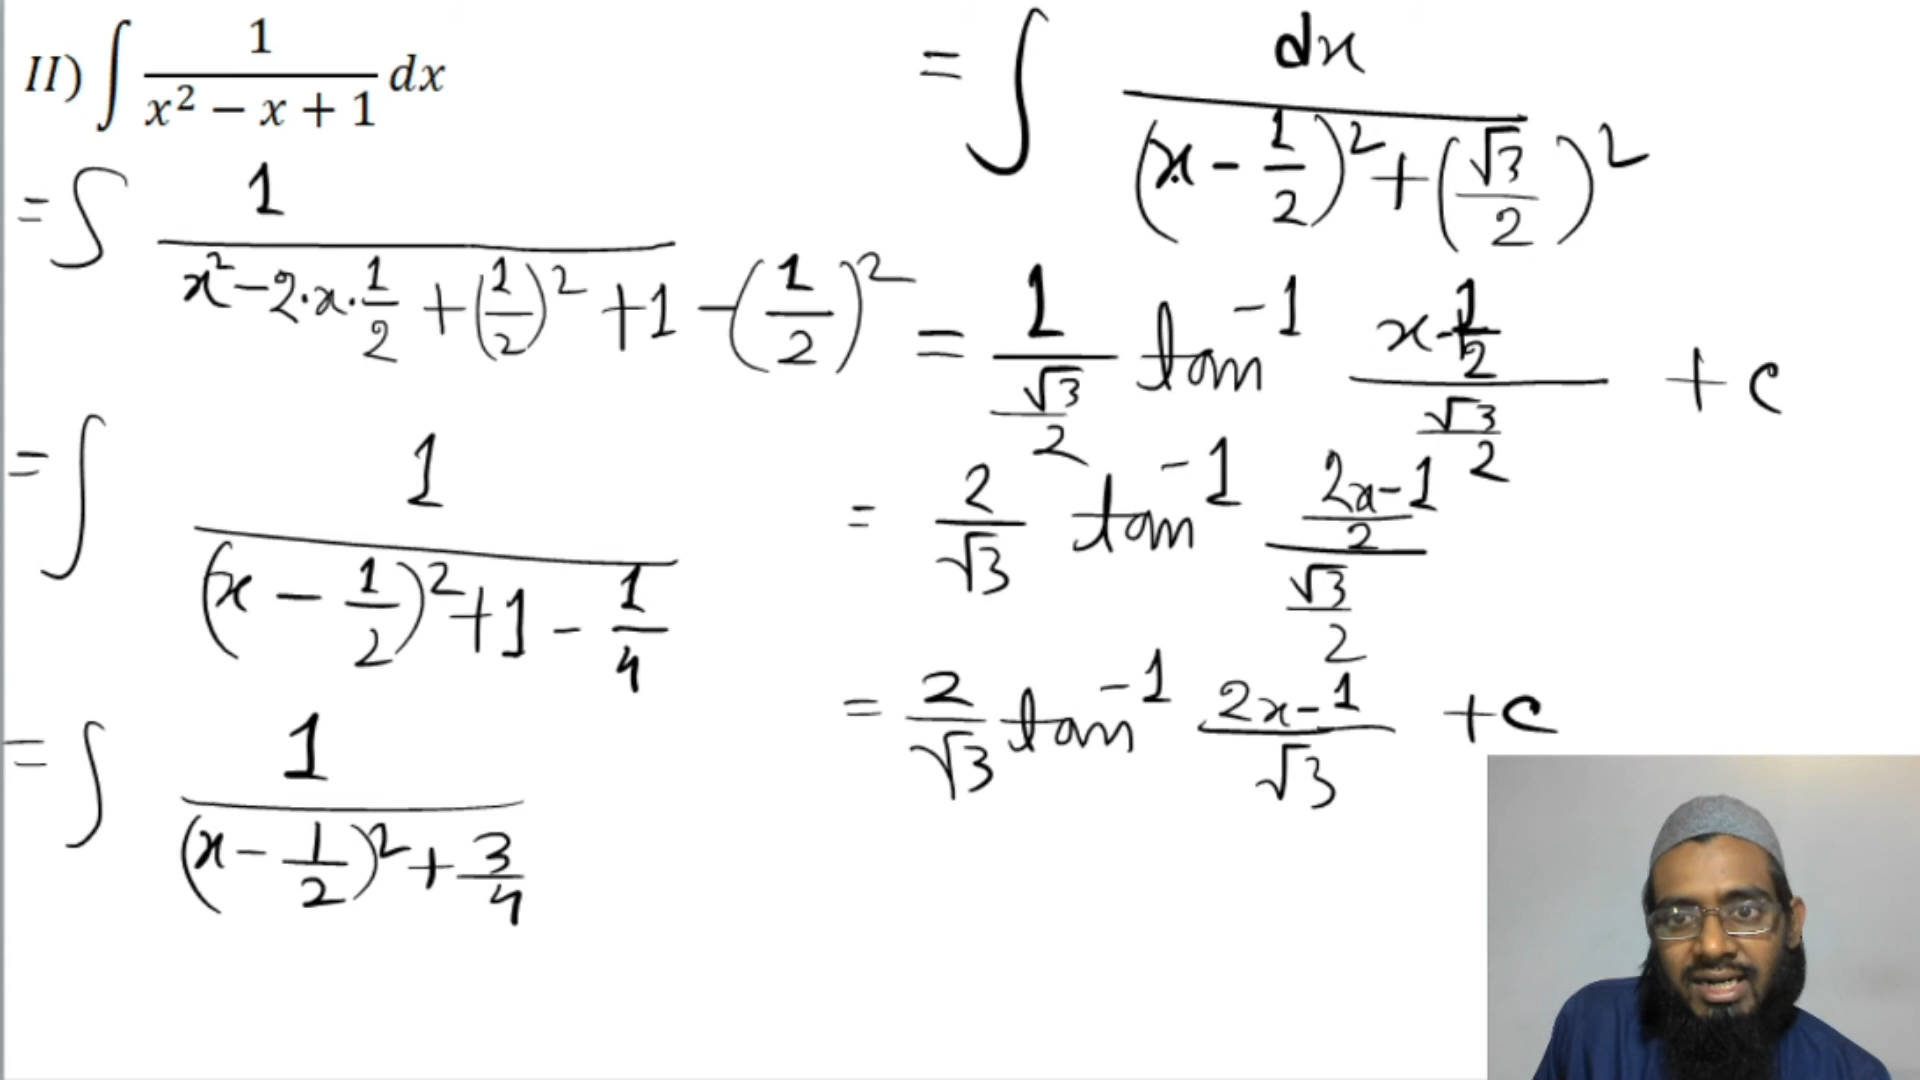 II) ∫ 1/(x² − x + 1) dx
= ∫ 1/(x² − 2·x·1/2 + (1/2)² + 1 − (1/2)²)
= ∫ 1/((x − 1/2)² + 1 − 1/4)
= ∫ 1/((x − 1/2)² + 3/4)
= ∫ dx/((x − 1/2)² + (√3/2)²)
= 1/(√3/2) tan⁻¹ (x − 1/2)/(√3/2) + c
= 2/√3 tan⁻¹ ((2x − 1)/2)/(√3/2)
= 2/√3 tan⁻¹ (2x − 1)/√3 + c